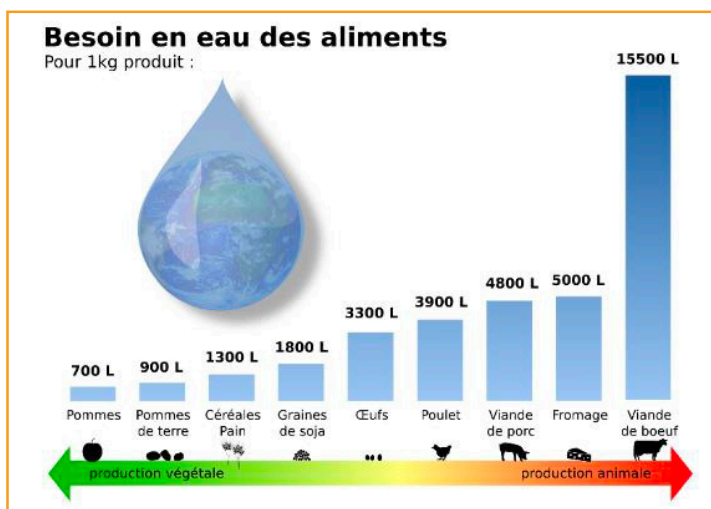 Besoin en eau des aliments
Pour 1kg produit :
15500 L
4800 L
5000 L
3900 L
3300 L
1800 L
1300 L
900 L
700 L
Pommes
Pommes
de terre
Céréales
Pain
Graines
de soja
Œufs
Poulet
Viande
de porc
Fromage
Viande
de boeuf
production végétale
production animale